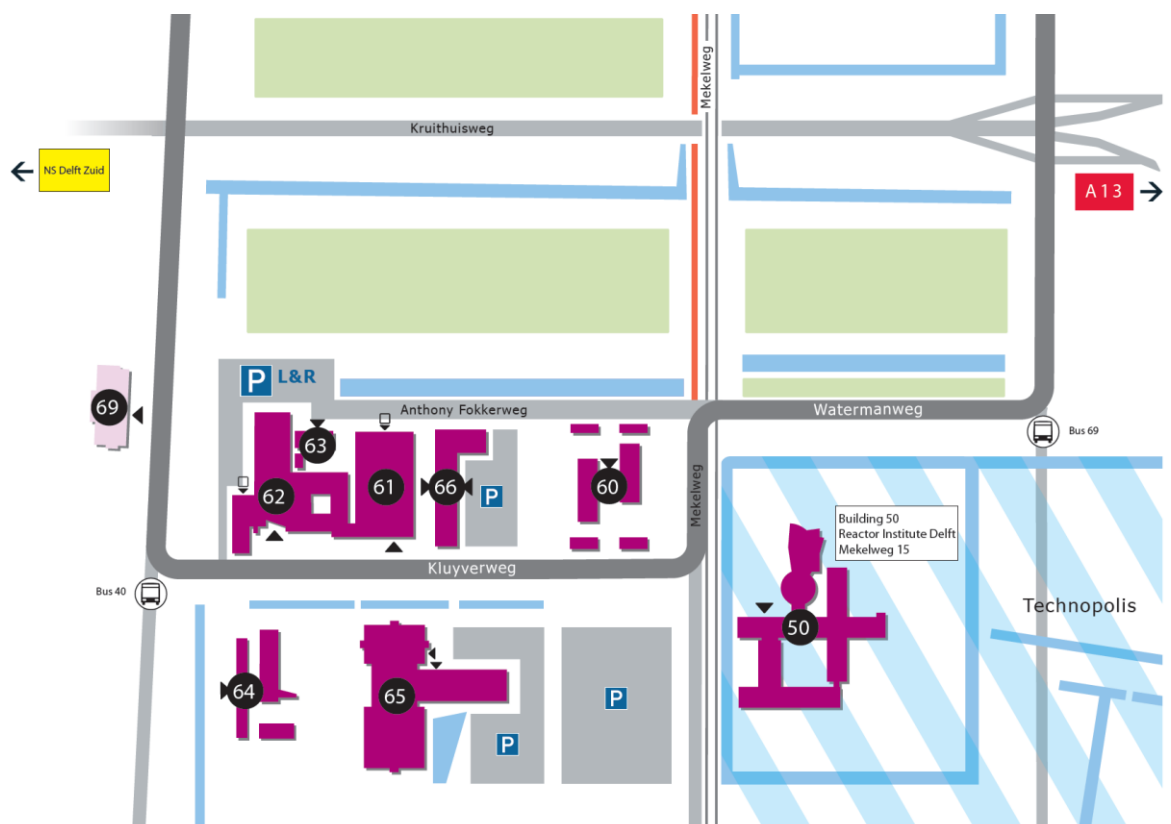 Mekelweg
Kruithuisweg
NS Delft Zuid
A 13
P L&R
69
Anthony Fokkerweg
Watermanweg
Bus 69
63
62
61
66
P
60
Mekelweg
Building 50
Reactor Institute Delft
Mekelweg 15
Kluyverweg
Bus 40
Technopolis
50
64
65
P
P